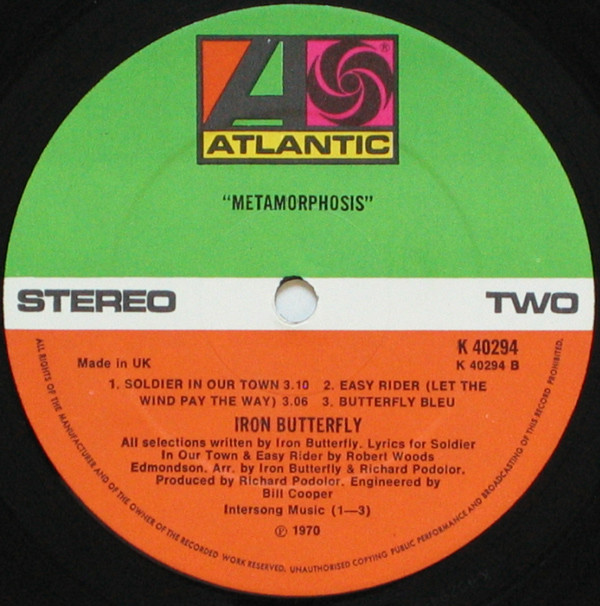 A
®
ATLANTIC
"METAMORPHOSIS"
STEREO
TWO
K 40294
Made in UK
K 40294 B
1. SOLDIER IN OUR TOWN 3.10 2. EASY RIDER (LET THE
WIND PAY THE WAY) 3.06 3. BUTTERFLY BLEU
IRON BUTTERFLY
All selections written by Iron Butterfly. Lyrics for Soldier
In Our Town & Easy Rider by Robert Woods
Edmondson. Arr. by Iron Butterfly & Richard Podolor.
Produced by Richard Podolor. Engineered by
Bill Cooper
Intersong Music (1—3)
℗ 1970
ALL RIGHTS OF THE MANUFACTURER AND OF THE OWNER OF THE RECORDED WORK RESERVED. UNAUTHORISED COPYING PUBLIC PERFORMANCE AND BROADCASTING OF THIS RECORD PROHIBITED.